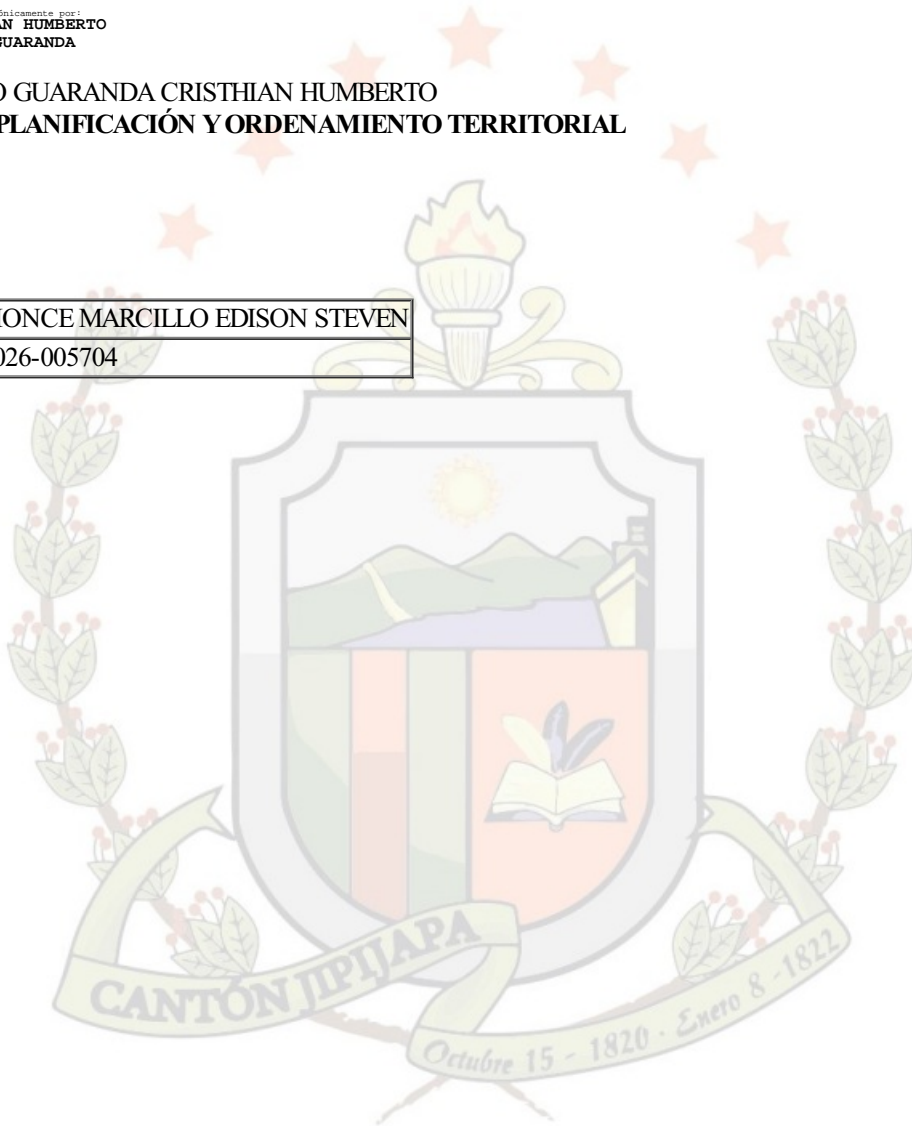 ónicamente por:
AN HUMBERTO
GUARANDA
O GUARANDA CRISTHIAN HUMBERTO
PLANIFICACIÓN Y ORDENAMIENTO TERRITORIAL
IONCE MARCILLO EDISON STEVEN
026-005704
CANTÓN JIPIJAPA
Octubre 15 - 1820 - Enero 8 - 1822